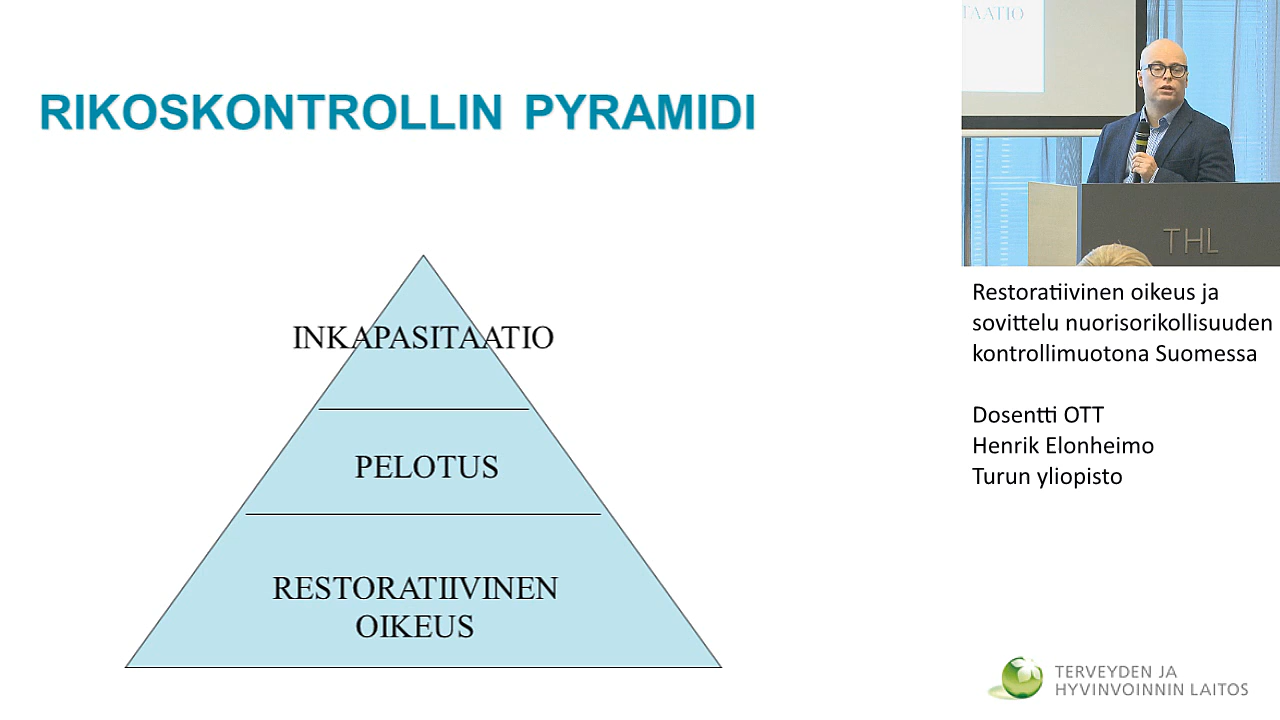 RIKOSKONTROLLIN PYRAMIDI
INKAPASITAATIO
PELOTUS
RESTORATIIVINEN
OIKEUS
TAATIO
THL
Restoratiivinen oikeus ja
sovittelu nuorisorikollisuuden
kontrollimuotona Suomessa
Dosentti OTT
Henrik Elonheimo
Turun yliopisto
TERVEYDEN JA
HYVINVOINNIN LAITOS